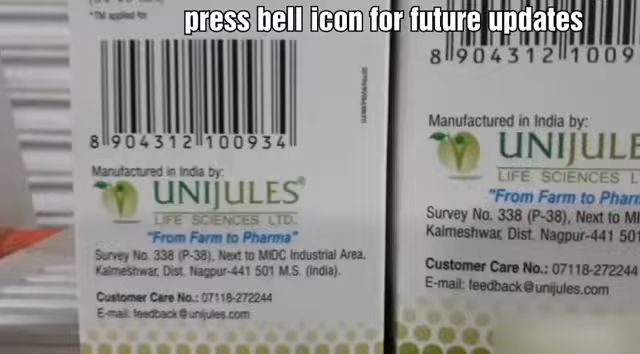 press bell icon for future updates
*TM applied for
8 904312 100934
Manufactured in India by:
UNIJULES®
LIFE SCIENCES LTD.
"From Farm to Pharma"
Survey No. 338 (P-38), Next to MIDC Industrial Area,
Kalmeshwar, Dist. Nagpur-441 501 M.S. (India).
Customer Care No.: 07118-272244
E-mail: feedback@unijules.com
8 904312 1009
Manufactured in India by:
UNIJULE
LIFE SCIENCES L
"From Farm to Pharm
Survey No. 338 (P-38), Next to MI
Kalmeshwar, Dist. Nagpur-441 501
Customer Care No.: 07118-272244
E-mail: feedback@unijules.com